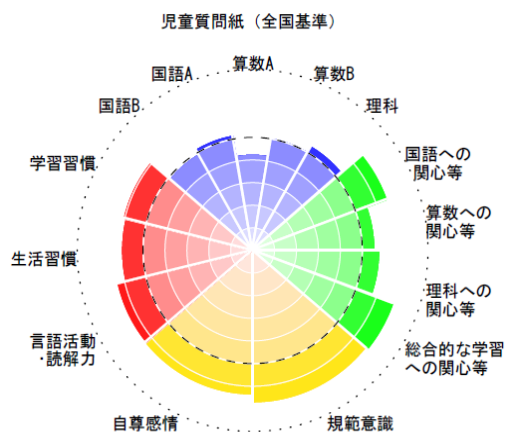 児童質問紙（全国基準）
算数A
国語A
算数B
国語B
理科
学習習慣
国語への
関心等
算数への
関心等
生活習慣
理科への
関心等
言語活動
・読解力
総合的な学習
への関心等
自尊感情
規範意識